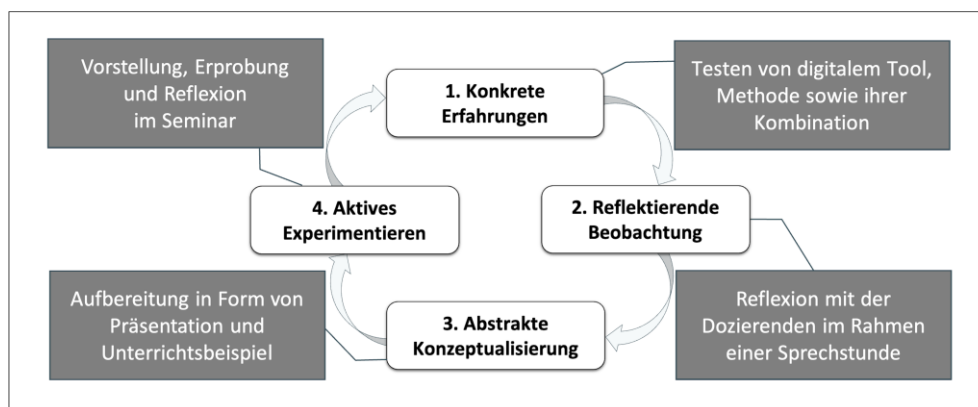 Vorstellung, Erprobung
und Reflexion
im Seminar
1. Konkrete
Erfahrungen
Testen von digitalem Tool,
Methode sowie ihrer
Kombination
4. Aktives
Experimentieren
2. Reflektierende
Beobachtung
Aufbereitung in Form von
Präsentation und
Unterrichtsbeispiel
3. Abstrakte
Konzeptualisierung
Reflexion mit der
Dozierenden im Rahmen
einer Sprechstunde